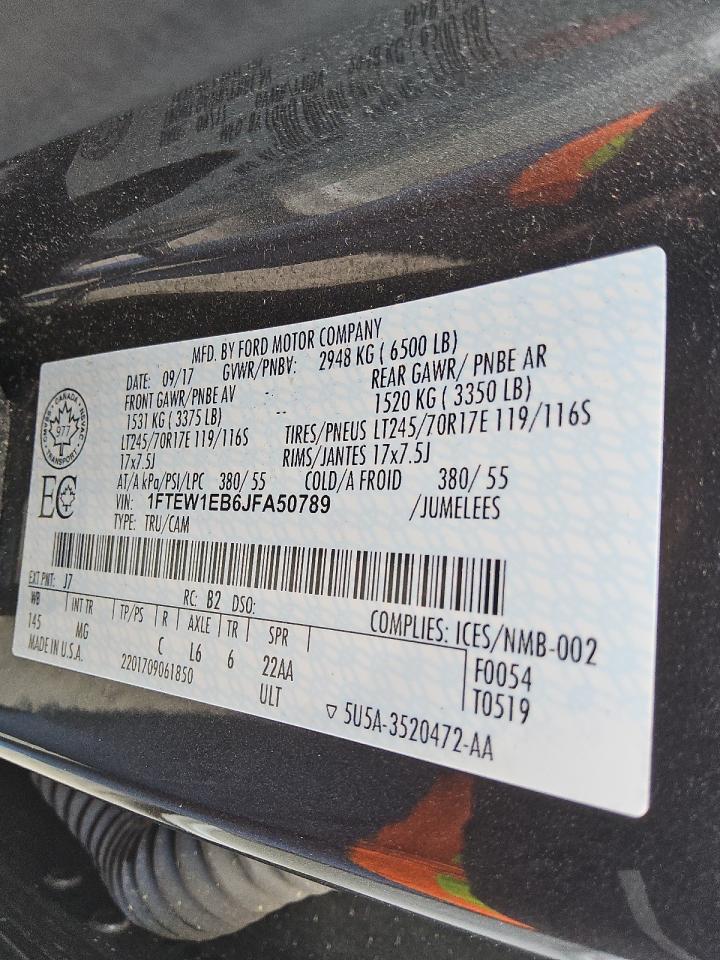 MFD. BY FORD MOTOR COMPANY
DATE: 09/17 GVWR/PNBV: 2948 KG ( 6500 LB)
FRONT GAWR/PNBE AV -- REAR GAWR/ PNBE AR
1531 KG ( 3375 LB) -- 1520 KG ( 3350 LB)
LT245/70R17E 119/116S TIRES/PNEUS LT245/70R17E 119/116S
17x7.5J RIMS/JANTES 17x7.5J
AT/A kPa/PSI/LPC 380/ 55 COLD/A FROID 380/ 55
VIN: 1FTEW1EB6JFA50789 /JUMELEES
TYPE: TRU/CAM
CANADA
977
TRANSPORT
EC
EXT PNT: J7 RC: B2 DSO: COMPLIES: ICES/NMB-002
WB INT TR TP/PS R AXLE TR SPR F0054
145 MG C L6 6 22AA T0519
MADE IN U.S.A. 2201709061850 ULT
▽ 5U5A-3520472-AA